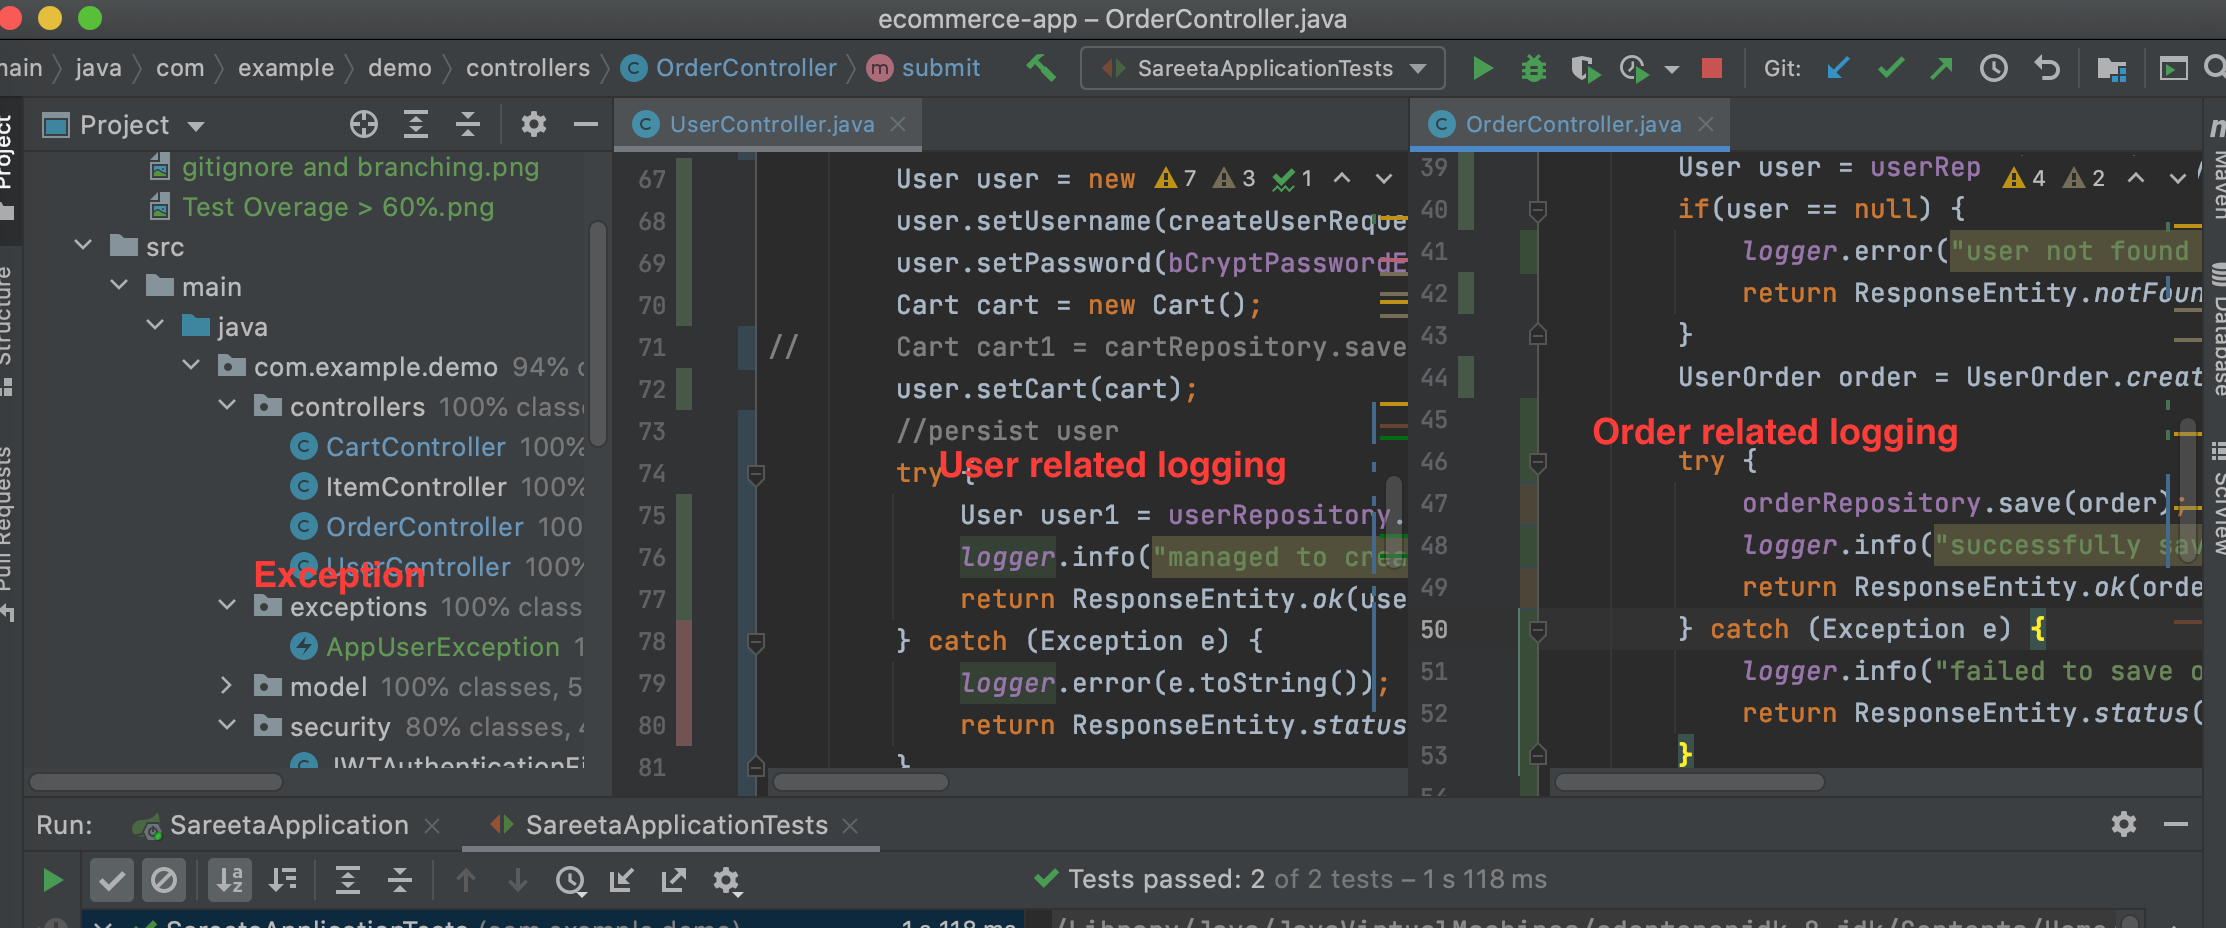 ecommerce-app – OrderController.java
main java com example demo controllers OrderController submit SareetaApplicationTests Git:
Project
gitignore and branching.png
Test Overage > 60%.png
src
main
java
com.example.demo 94%
controllers 100% class
CartController 100%
ItemController 100%
OrderController 100
UserController 100%
Exception
exceptions 100% class
AppUserException 1
model 100% classes, 5
security 80% classes, 4
JWTAuthenticationFi
Project
Structure
Pull Requests
UserController.java
67 User user = new 7 3 1
68 user.setUsername(createUserReque
69 user.setPassword(bCryptPasswordE
70 Cart cart = new Cart();
71 // Cart cart1 = cartRepository.save
72 user.setCart(cart);
73 //persist user
User related logging
74 try {
75 User user1 = userRepository.
76 logger.info("managed to crea
77 return ResponseEntity.ok(use
78 } catch (Exception e) {
79 logger.error(e.toString());
80 return ResponseEntity.status
81 }
OrderController.java
39 User user = userRep 4 2
40 if(user == null) {
41 logger.error("user not found
42 return ResponseEntity.notFoun
43 }
44 UserOrder order = UserOrder.creat
45
Order related logging
46 try {
47 orderRepository.save(order);
48 logger.info("successfully sav
49 return ResponseEntity.ok(orde
50 } catch (Exception e) {
51 logger.info("failed to save o
52 return ResponseEntity.status(
53 }
54
Maven
Database
SciView
Run: SareetaApplication SareetaApplicationTests
Tests passed: 2 of 2 tests – 1 s 118 ms
SareetaApplicationTests (com.example.demo) 1 s 118 ms
/Library/Java/JavaVirtualMachines/adoptopenjdk-8.jdk/Contents/Home